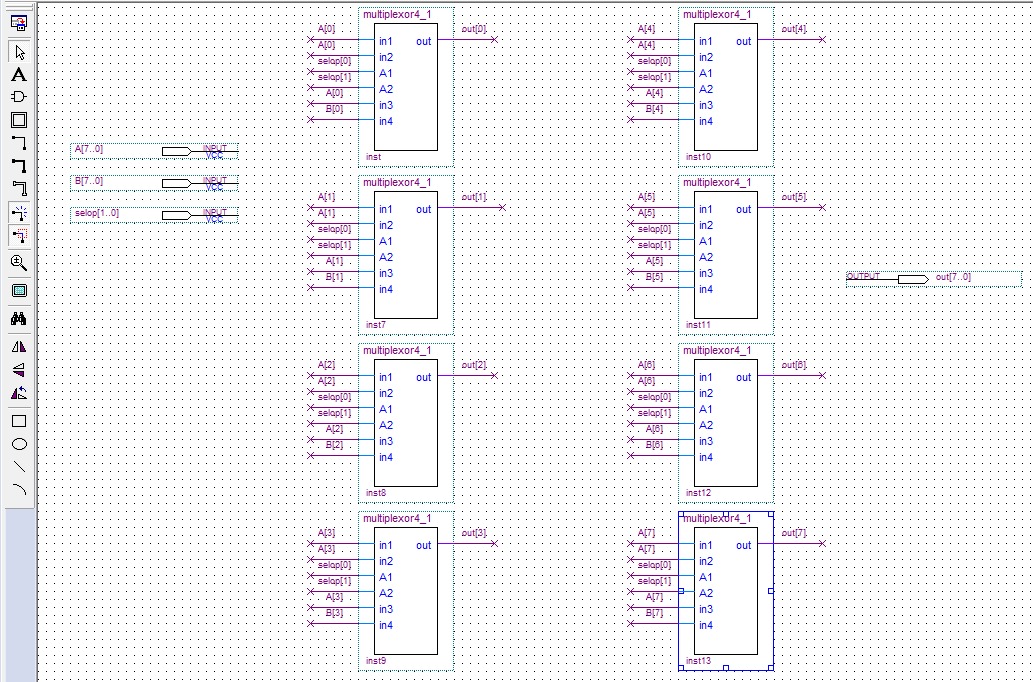 A[7..0] INPUT VCC
B[7..0] INPUT VCC
selop[1..0] INPUT VCC
multiplexor4_1
A[0] in1 out out[0]
A[0] in2
selop[0] A1
selop[1] A2
A[0] in3
B[0] in4
inst
multiplexor4_1
A[1] in1 out out[1]
A[1] in2
selop[0] A1
selop[1] A2
A[1] in3
B[1] in4
inst7
multiplexor4_1
A[2] in1 out out[2]
A[2] in2
selop[0] A1
selop[1] A2
A[2] in3
B[2] in4
inst8
multiplexor4_1
A[3] in1 out out[3]
A[3] in2
selop[0] A1
selop[1] A2
A[3] in3
B[3] in4
inst9
multiplexor4_1
A[4] in1 out out[4]
A[4] in2
selop[0] A1
selop[1] A2
A[4] in3
B[4] in4
inst10
multiplexor4_1
A[5] in1 out out[5]
A[5] in2
selop[0] A1
selop[1] A2
A[5] in3
B[5] in4
inst11
multiplexor4_1
A[6] in1 out out[6]
A[6] in2
selop[0] A1
selop[1] A2
A[6] in3
B[6] in4
inst12
multiplexor4_1
A[7] in1 out out[7]
A[7] in2
selop[0] A1
selop[1] A2
A[7] in3
B[7] in4
inst13
OUTPUT out[7..0]